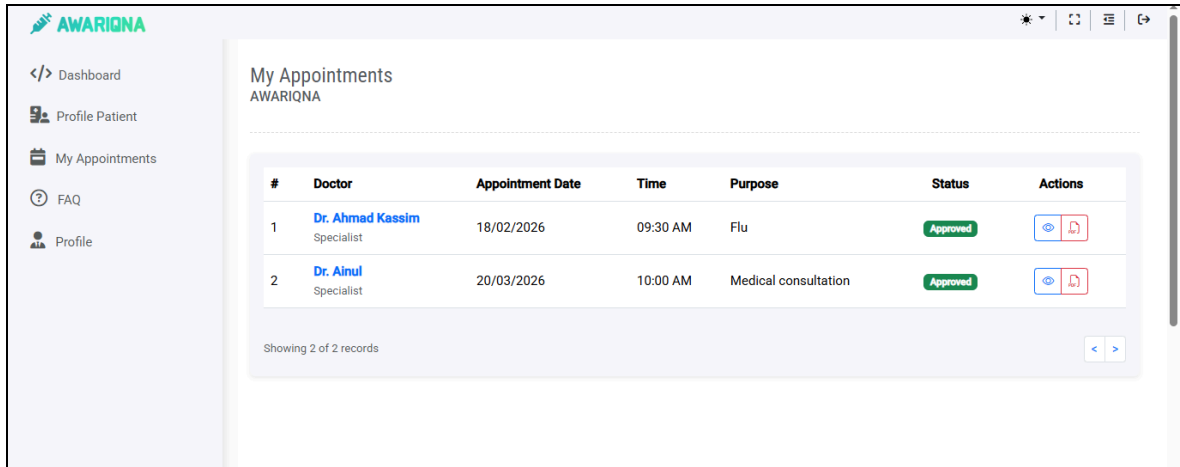 AWARIQNA
Dashboard
Profile Patient
My Appointments
FAQ
Profile
My Appointments
AWARIQNA
# Doctor Appointment Date Time Purpose Status Actions
1 Dr. Ahmad Kassim 18/02/2026 09:30 AM Flu Approved PDF
Specialist
2 Dr. Ainul 20/03/2026 10:00 AM Medical consultation Approved PDF
Specialist
Showing 2 of 2 records
< >